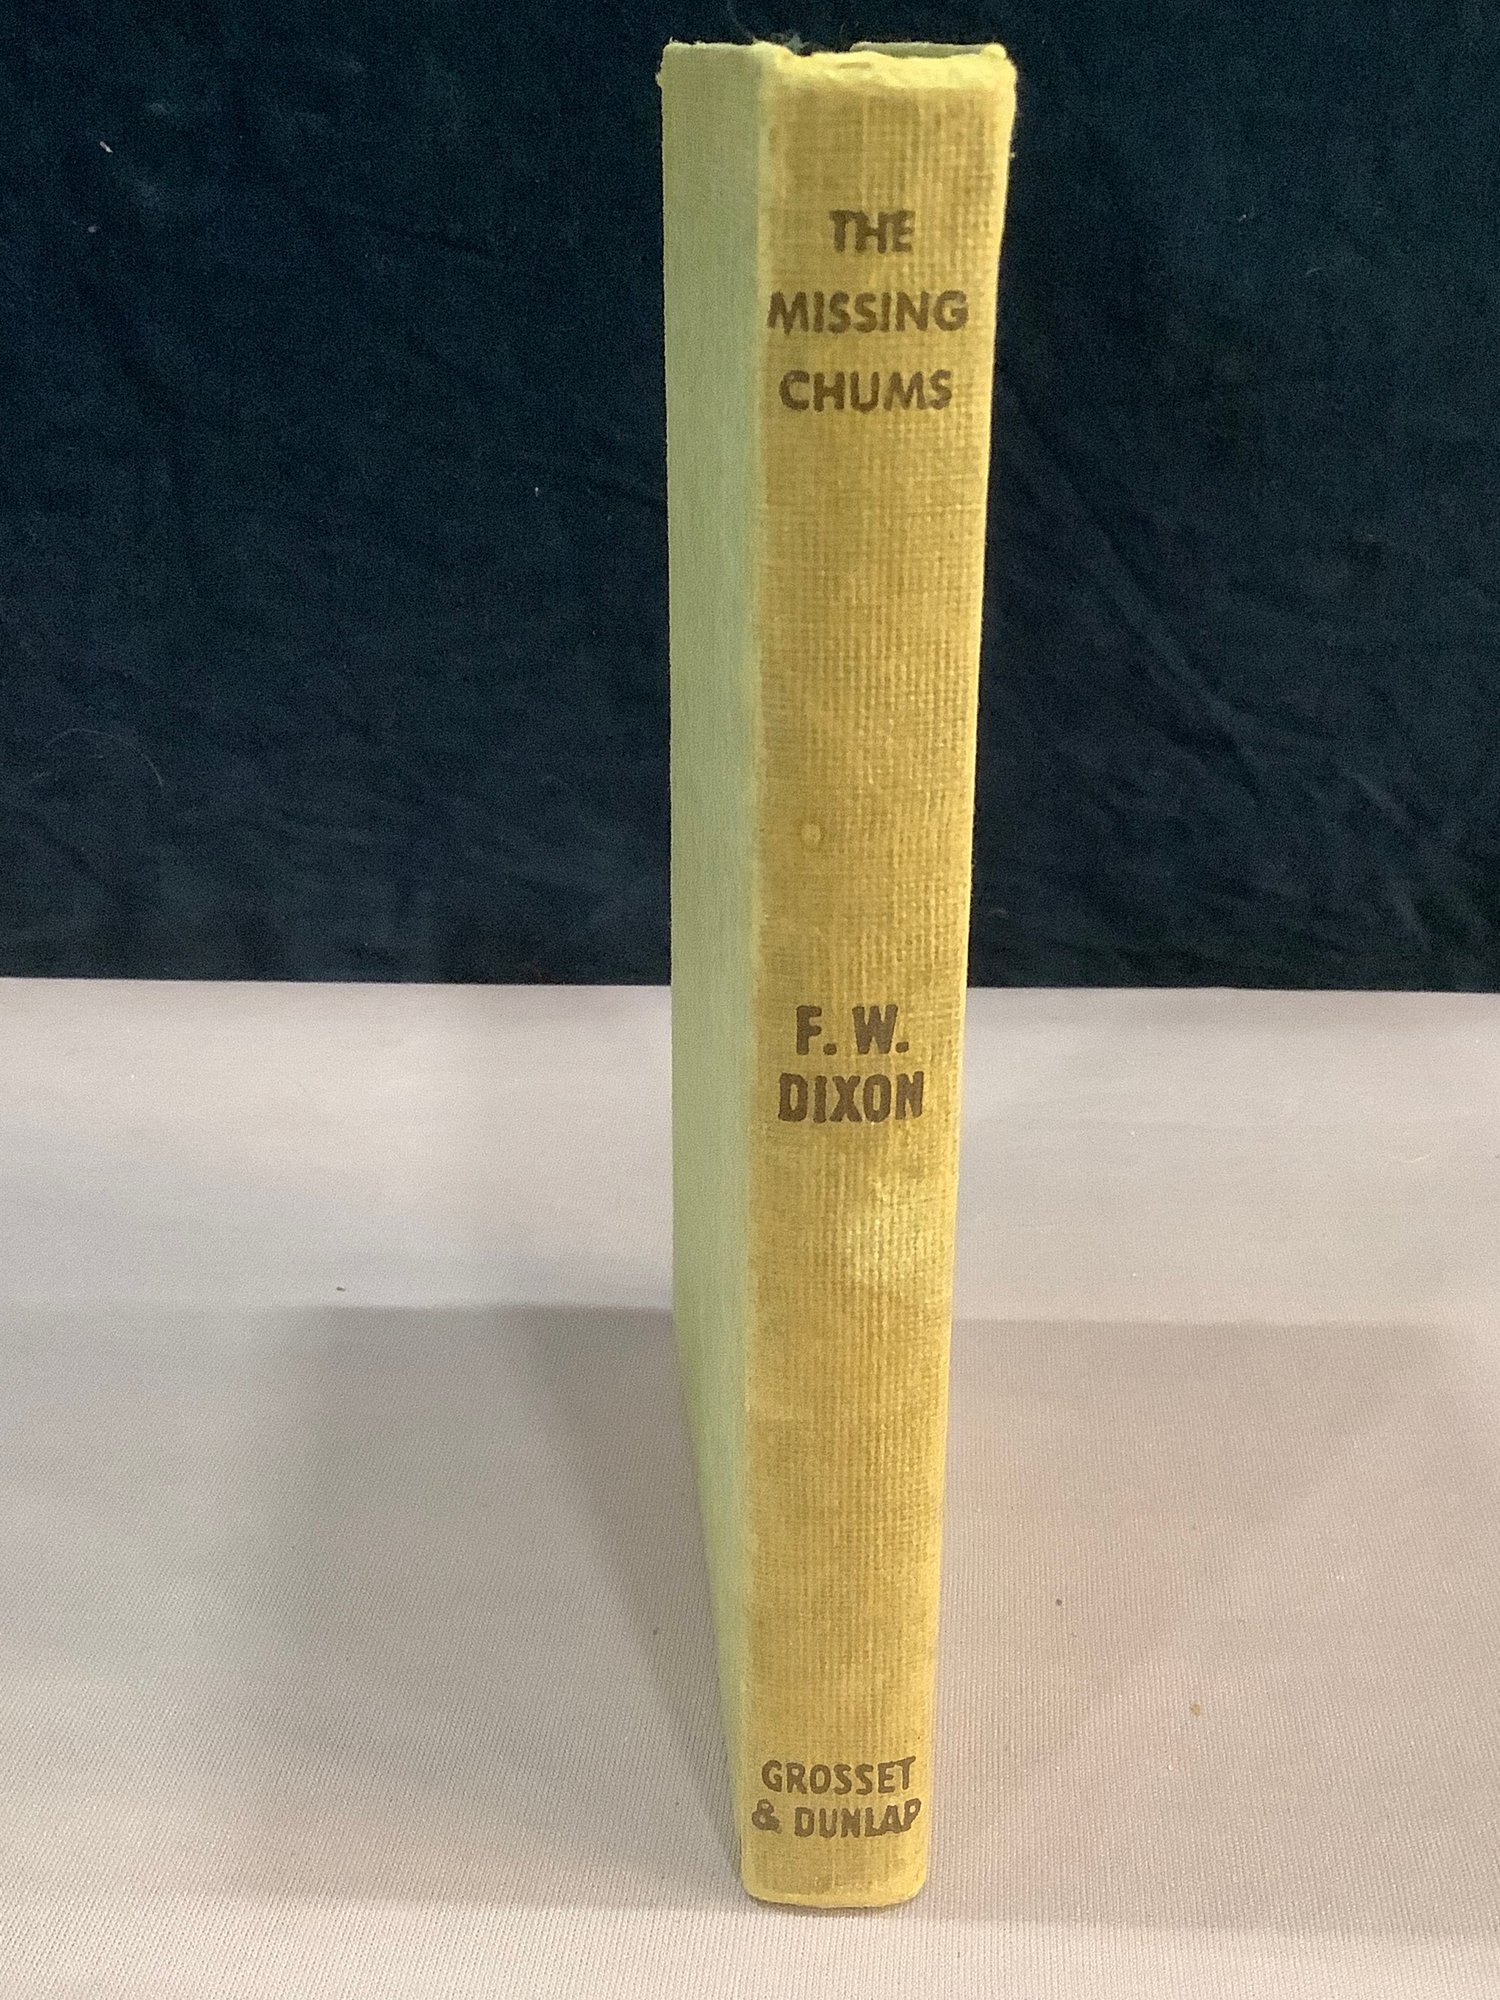 THE
MISSING
CHUMS
F. W.
DIXON
GROSSET
& DUNLAP